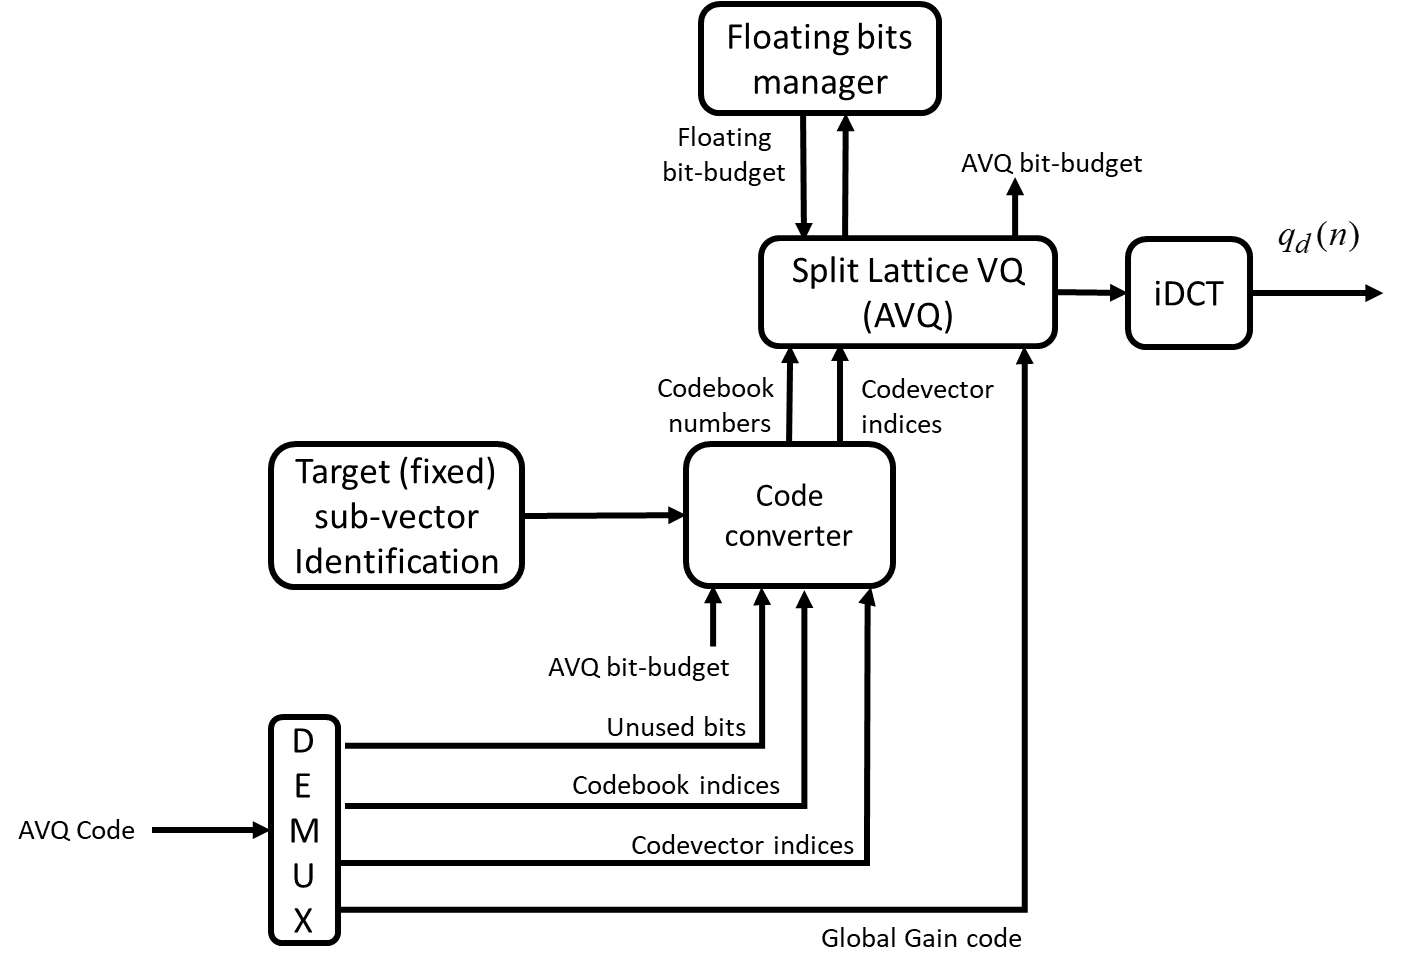 Floating bits
manager
Floating
bit-budget
AVQ bit-budget
q_d(n)
Split Lattice VQ
(AVQ)
iDCT
Codebook
numbers
Codevector
indices
Target (fixed)
sub-vector
Identification
Code
converter
AVQ bit-budget
Unused bits
Codebook indices
Codevector indices
Global Gain code
AVQ Code
D
E
M
U
X